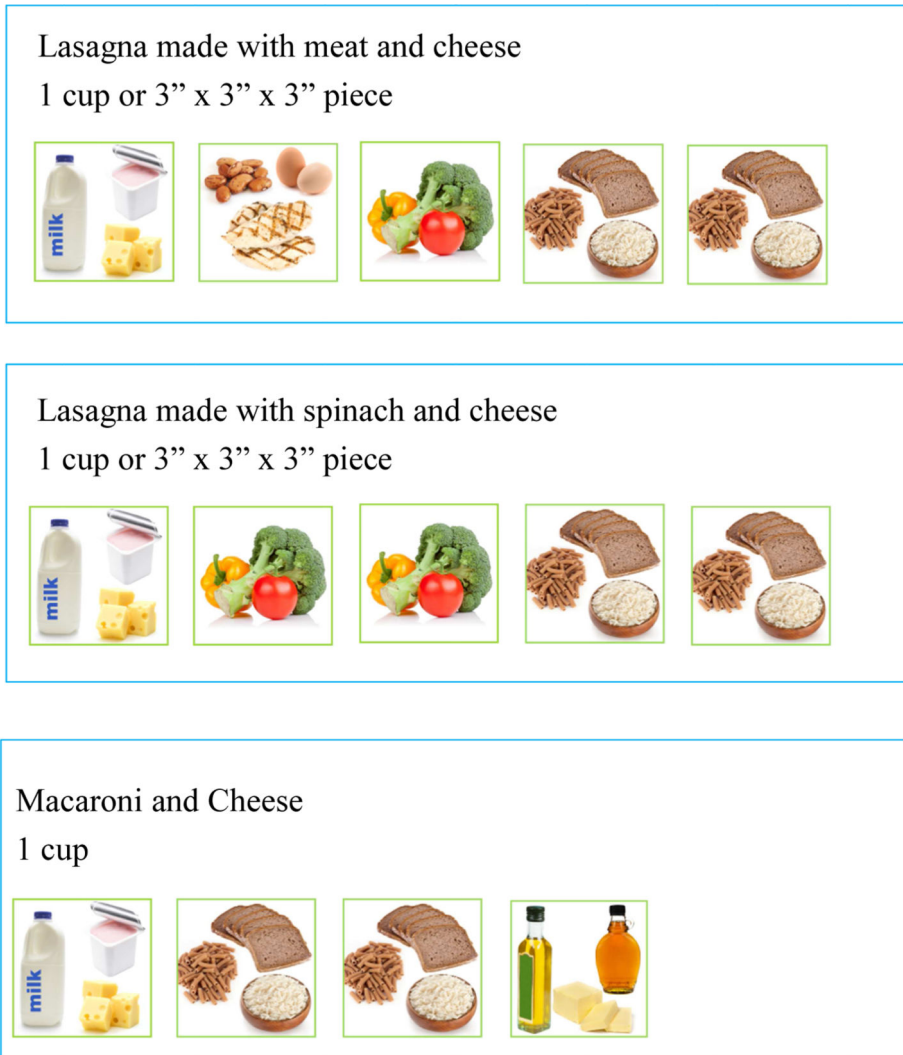 Lasagna made with meat and cheese
1 cup or 3” x 3” x 3” piece
milk
Lasagna made with spinach and cheese
1 cup or 3” x 3” x 3” piece
milk
Macaroni and Cheese
1 cup
milk